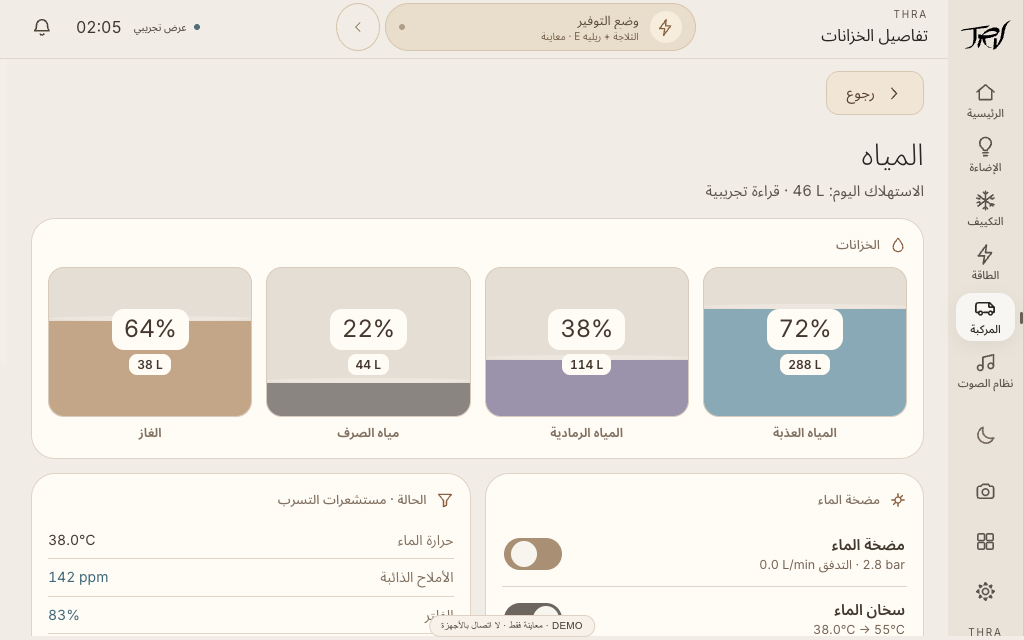 THRA
تفاصيل الخزانات
وضع التوفير
الثلاجة + ريليه E · معاينة
عرض تجريبي
02:05
الرئيسية
الإضاءة
التكييف
الطاقة
المركبة
نظام الصوت
THRA
رجوع
المياه
الاستهلاك اليوم: 46 L · قراءة تجريبية
الخزانات
72%
288 L
المياه العذبة
38%
114 L
المياه الرمادية
22%
44 L
مياه الصرف
64%
38 L
الغاز
مضخة الماء
مضخة الماء
2.8 bar · التدفق 0.0 L/min
سخان الماء
38.0°C → 55°C
الحالة · مستشعرات التسرب
حرارة الماء
38.0°C
الأملاح الذائبة
142 ppm
الفلتر
83%
DEMO · معاينة فقط · لا اتصال بالأجهزة